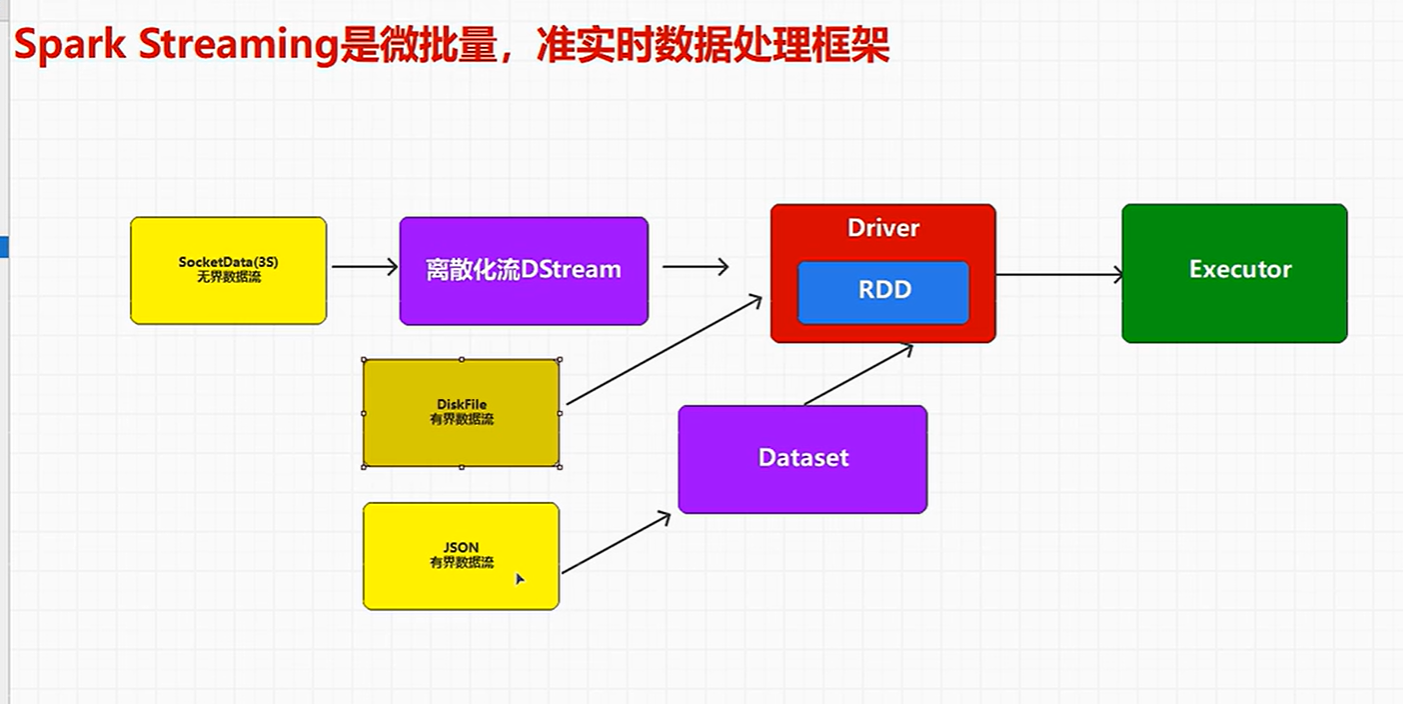 Spark Streaming是微批量，准实时数据处理框架
SocketData(3S)
无界数据流
离散化流DStream
Driver
RDD
Executor
DiskFile
有界数据流
Dataset
JSON
有界数据流